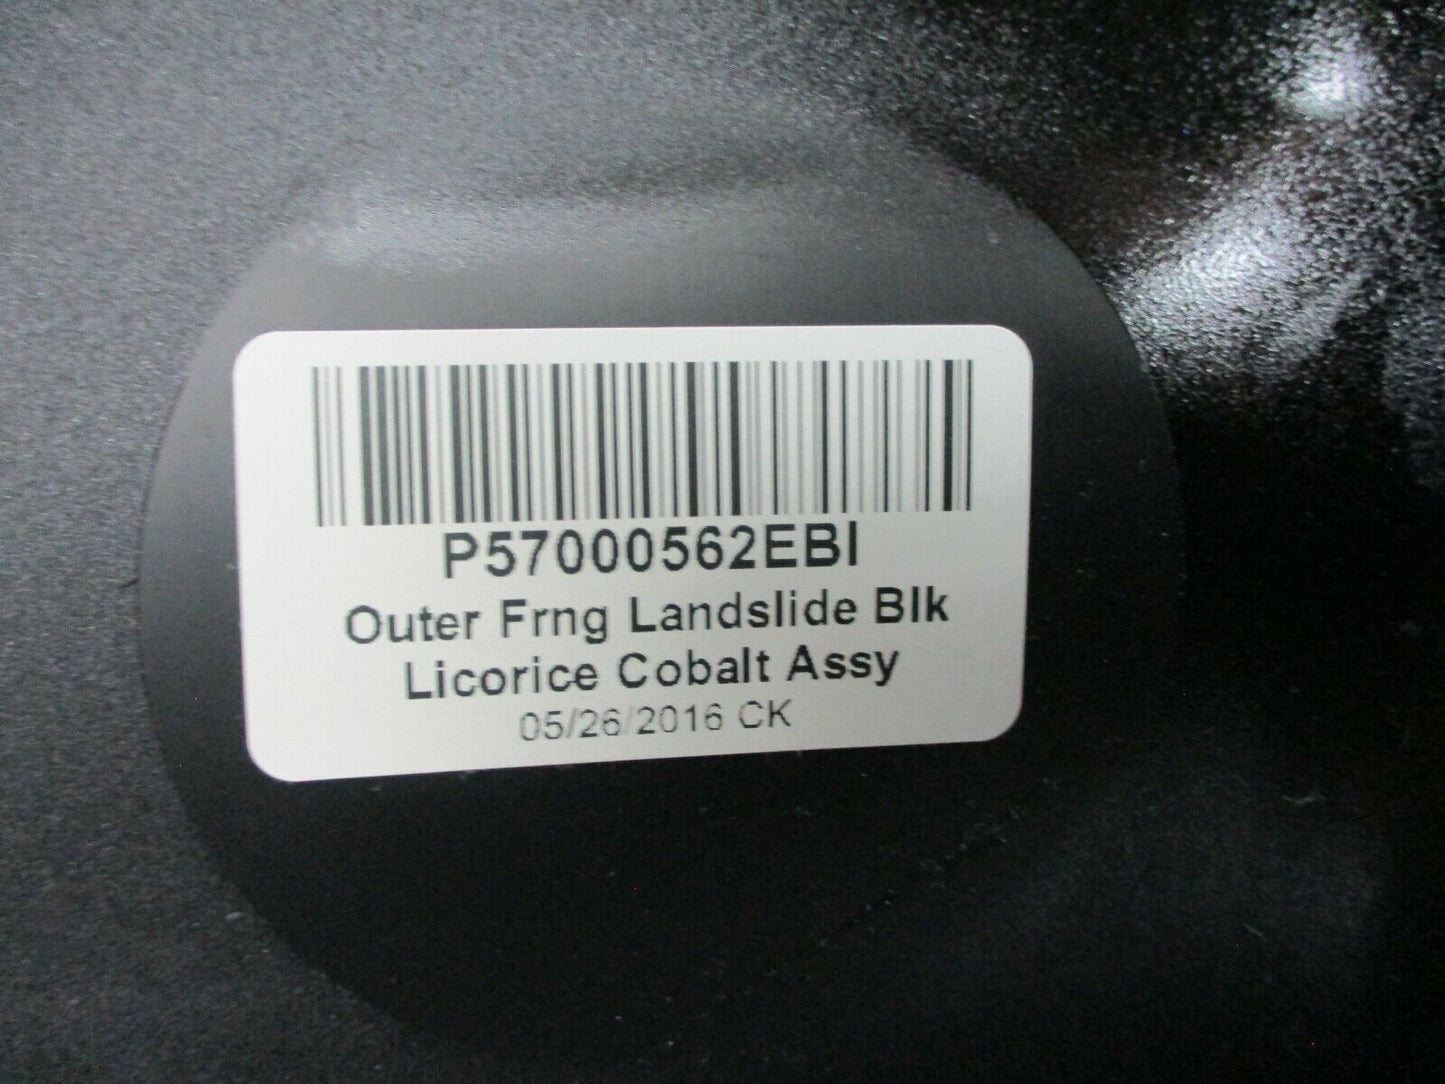 P57000562EBI
Outer Frng Landslide Blk
Licorice Cobalt Assy
05/26/2016 CK